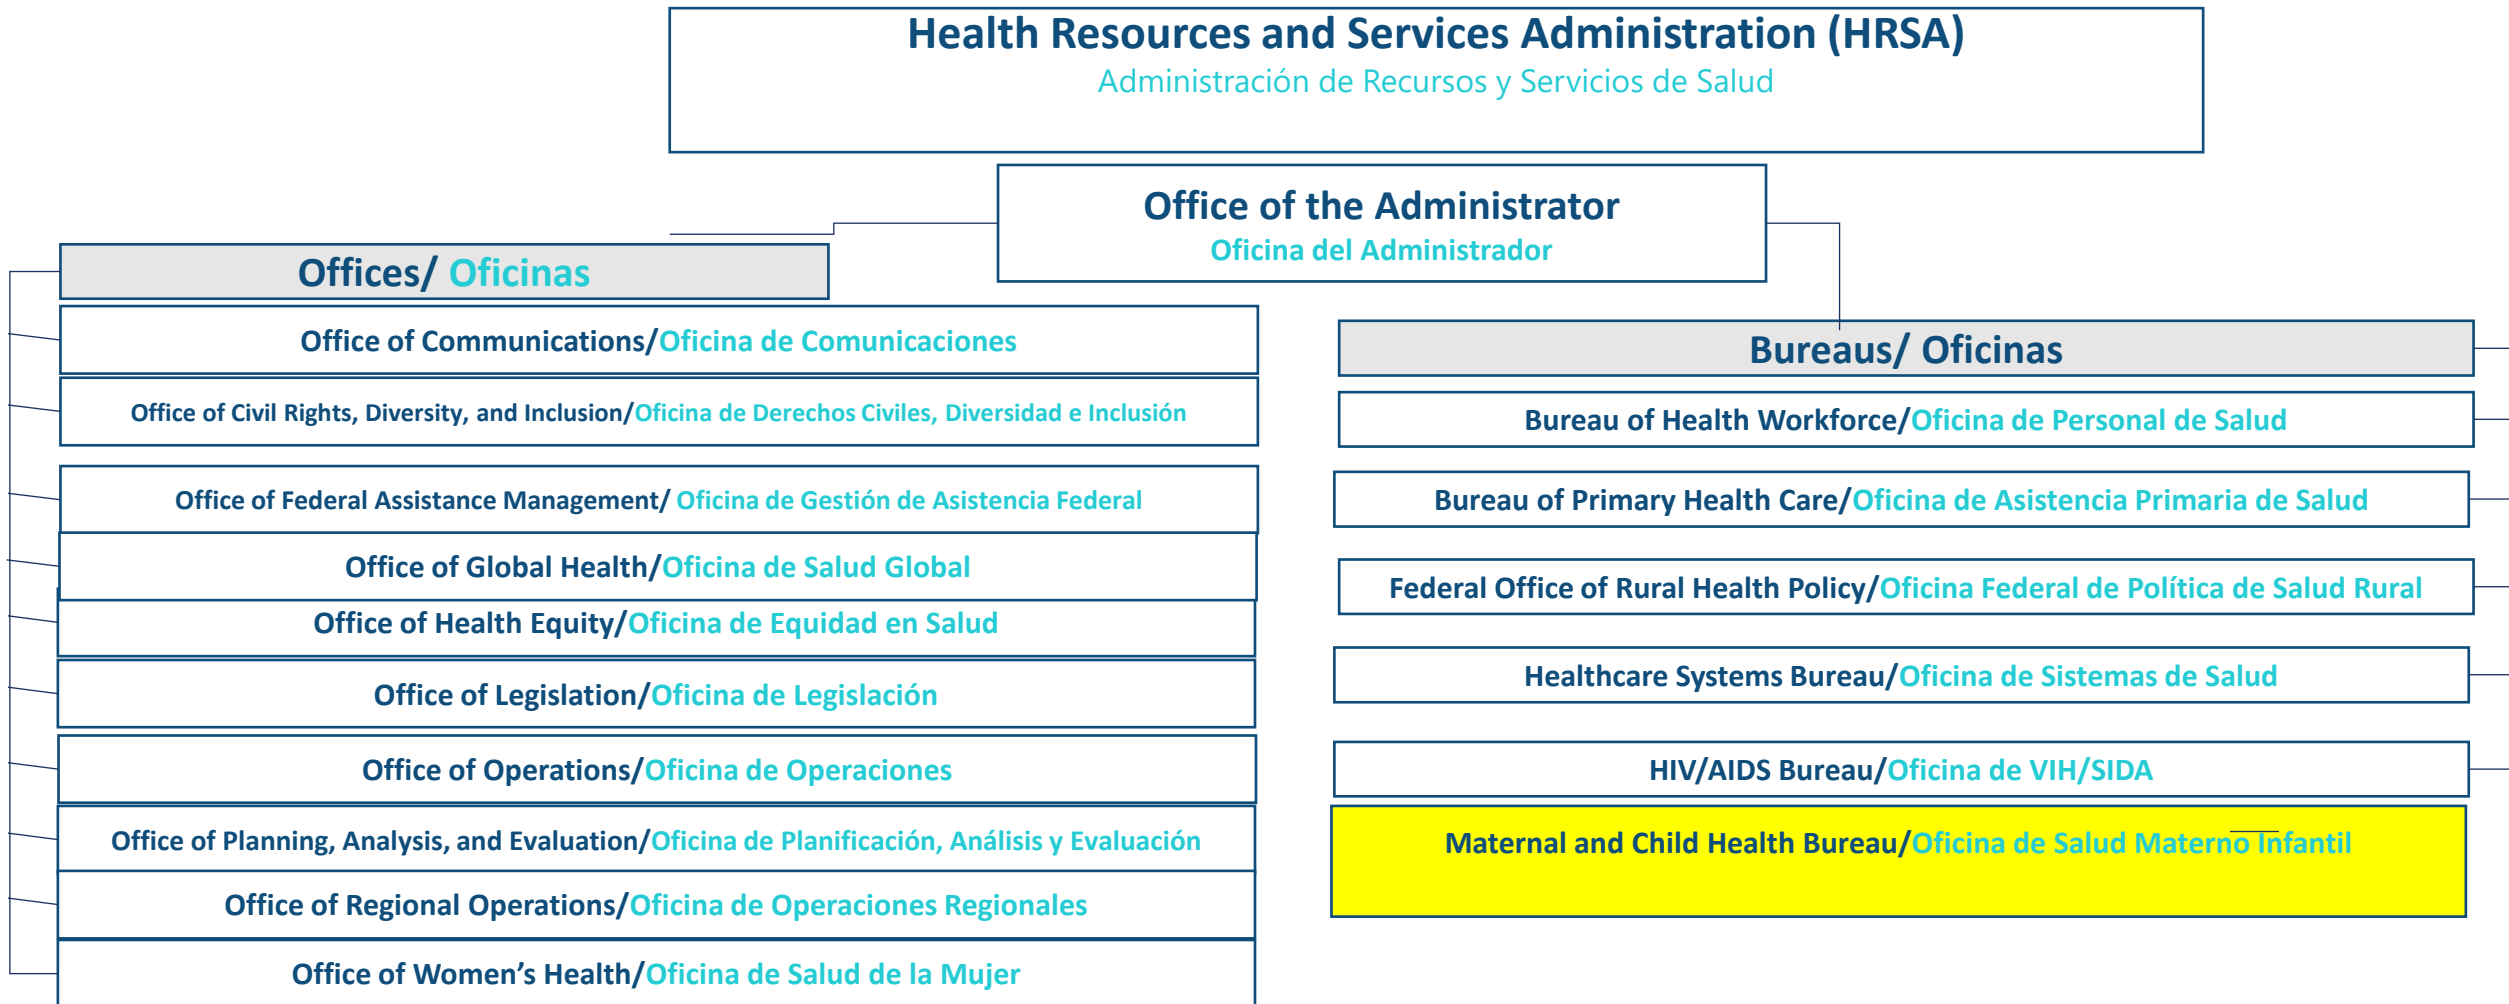 Health Resources and Services Administration (HRSA)
Administración de Recursos y Servicios de Salud
Office of the Administrator
Oficina del Administrador
Offices/ Oficinas
Office of Communications/Oficina de Comunicaciones
Office of Civil Rights, Diversity, and Inclusion/Oficina de Derechos Civiles, Diversidad e Inclusión
Office of Federal Assistance Management/ Oficina de Gestión de Asistencia Federal
Office of Global Health/Oficina de Salud Global
Office of Health Equity/Oficina de Equidad en Salud
Office of Legislation/Oficina de Legislación
Office of Operations/Oficina de Operaciones
Office of Planning, Analysis, and Evaluation/Oficina de Planificación, Análisis y Evaluación
Office of Regional Operations/Oficina de Operaciones Regionales
Office of Women’s Health/Oficina de Salud de la Mujer
Bureaus/ Oficinas
Bureau of Health Workforce/Oficina de Personal de Salud
Bureau of Primary Health Care/Oficina de Asistencia Primaria de Salud
Federal Office of Rural Health Policy/Oficina Federal de Política de Salud Rural
Healthcare Systems Bureau/Oficina de Sistemas de Salud
HIV/AIDS Bureau/Oficina de VIH/SIDA
Maternal and Child Health Bureau/Oficina de Salud Materno Infantil